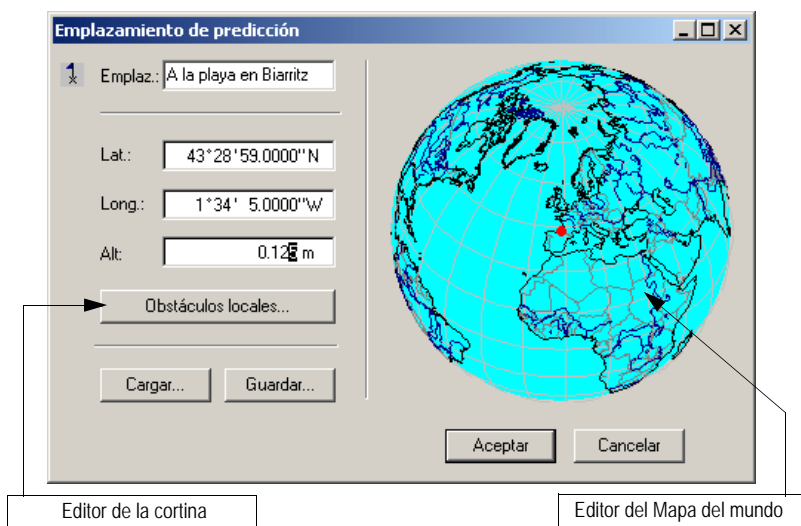 Emplazamiento de predicción
Emplaz.: A la playa en Biarritz
Lat.: 43°28'59.0000"N
Long.: 1°34' 5.0000"W
Alt: 0.125 m
Obstáculos locales...
Cargar... Guardar...
Aceptar Cancelar
Editor de la cortina
Editor del Mapa del mundo